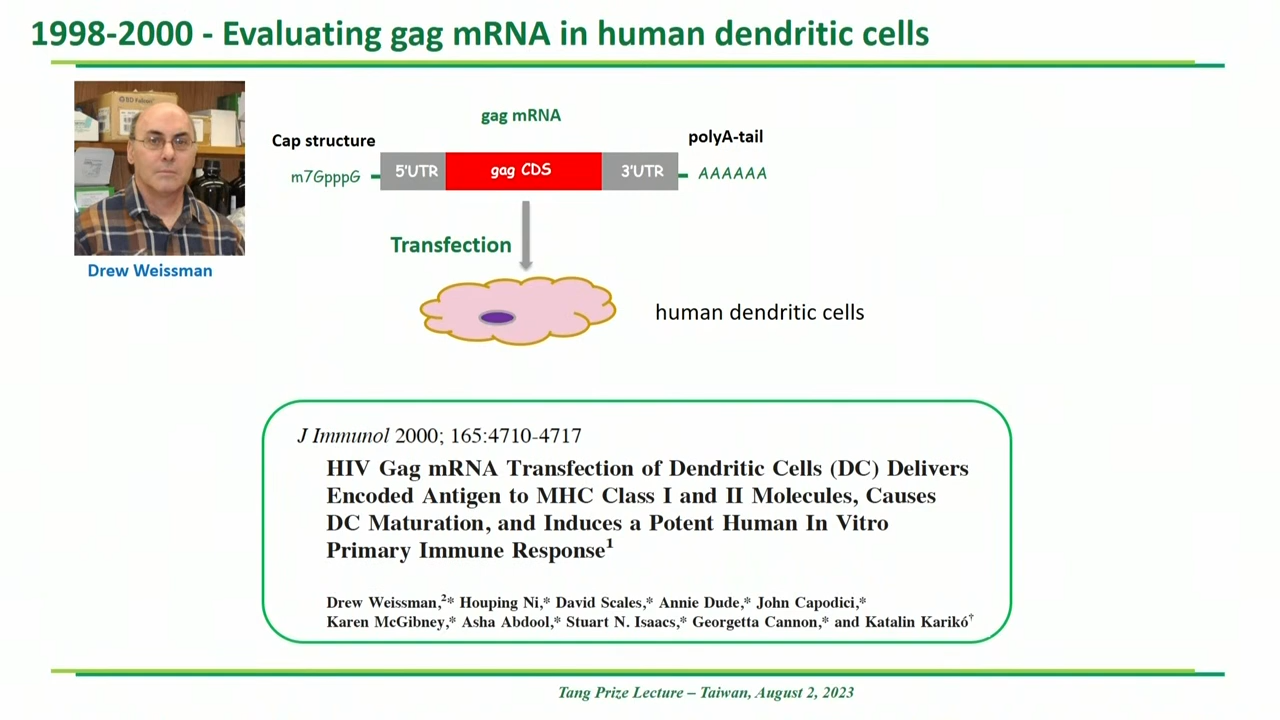 1998-2000 - Evaluating gag mRNA in human dendritic cells
Drew Weissman
gag mRNA
Cap structure
polyA-tail
m7GpppG
5'UTR
gag CDS
3'UTR
AAAAAA
Transfection
human dendritic cells
J Immunol 2000; 165:4710-4717
HIV Gag mRNA Transfection of Dendritic Cells (DC) Delivers
Encoded Antigen to MHC Class I and II Molecules, Causes
DC Maturation, and Induces a Potent Human In Vitro
Primary Immune Response¹
Drew Weissman,²* Houping Ni,* David Scales,* Annie Dude,* John Capodici,*
Karen McGibney,* Asha Abdool,* Stuart N. Isaacs,* Georgetta Cannon,* and Katalin Karikó†
Tang Prize Lecture – Taiwan, August 2, 2023